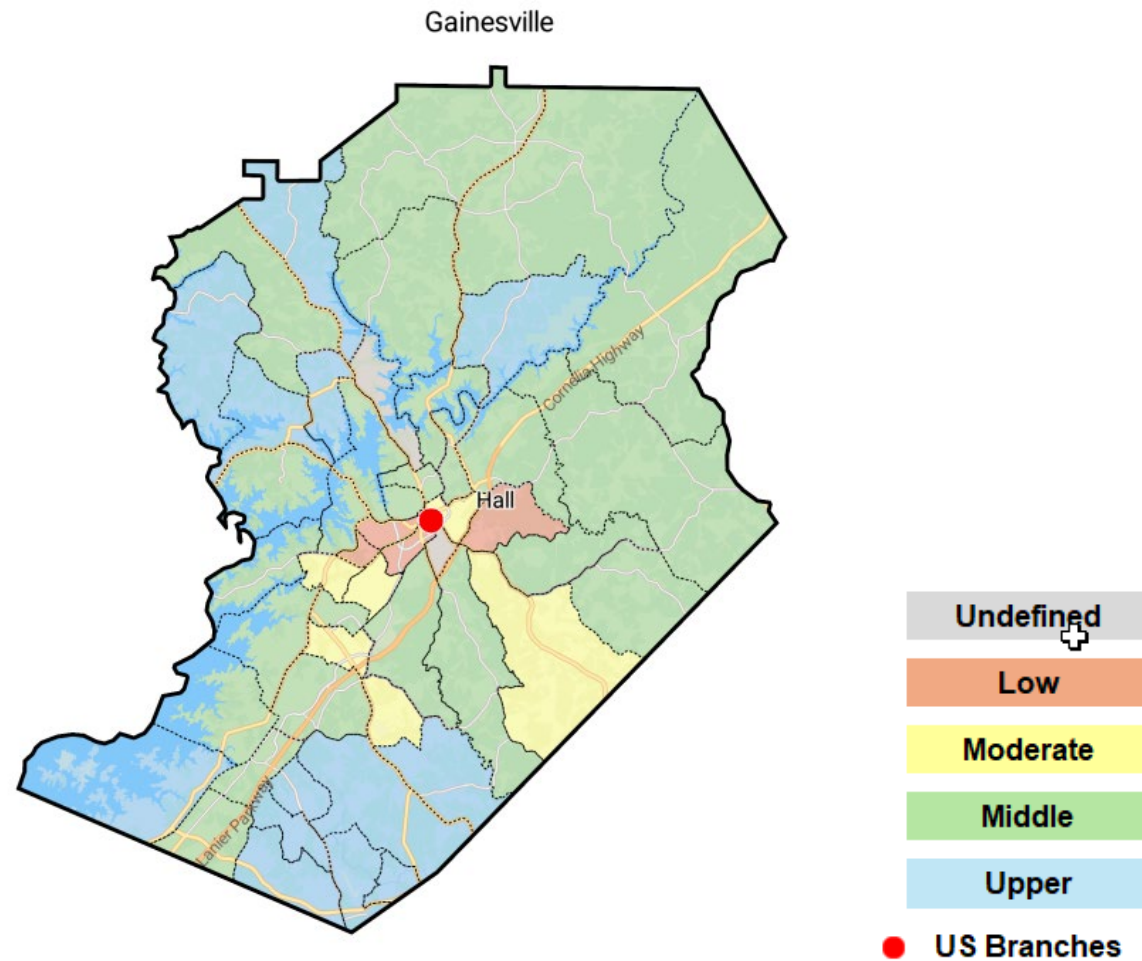 Gainesville
Cornelia Highway
Hall
Lanier Parkway
Undefined
Low
Moderate
Middle
Upper
US Branches